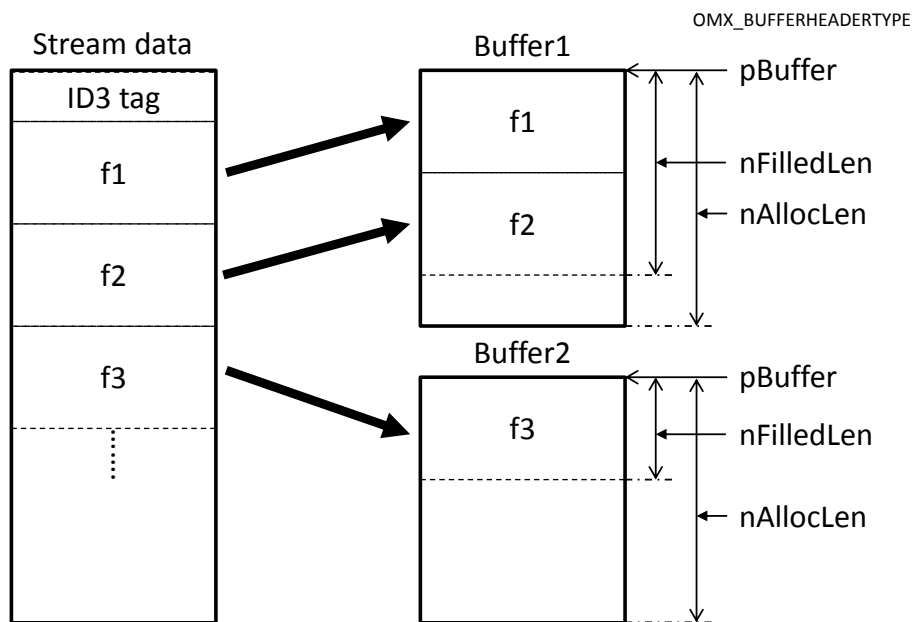 OMX_BUFFERHEADERTYPE
Stream data
ID3 tag
f1
f2
f3
Buffer1
f1
f2
pBuffer
nFilledLen
nAllocLen
Buffer2
f3
pBuffer
nFilledLen
nAllocLen